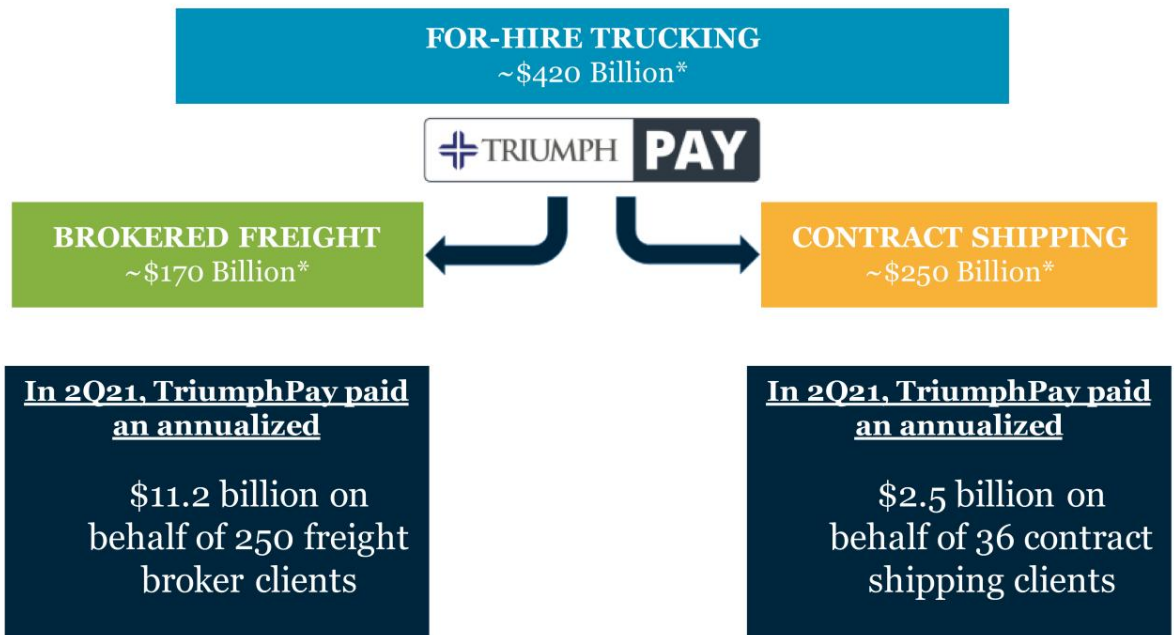 FOR-HIRE TRUCKING
~$420 Billion*
TRIUMPH PAY
BROKERED FREIGHT
~$170 Billion*
CONTRACT SHIPPING
~$250 Billion*
In 2Q21, TriumphPay paid
an annualized
$11.2 billion on
behalf of 250 freight
broker clients
In 2Q21, TriumphPay paid
an annualized
$2.5 billion on
behalf of 36 contract
shipping clients